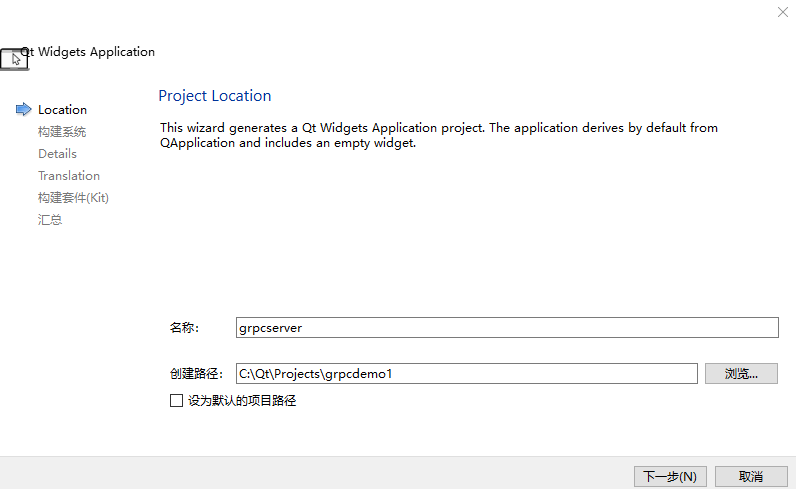 Qt Widgets Application
Location
构建系统
Details
Translation
构建套件(Kit)
汇总
Project Location
This wizard generates a Qt Widgets Application project. The application derives by default from
QApplication and includes an empty widget.
名称：
grpcserver
创建路径：
C:\Qt\Projects\grpcdemo1
浏览...
设为默认的项目路径
下一步(N)
取消